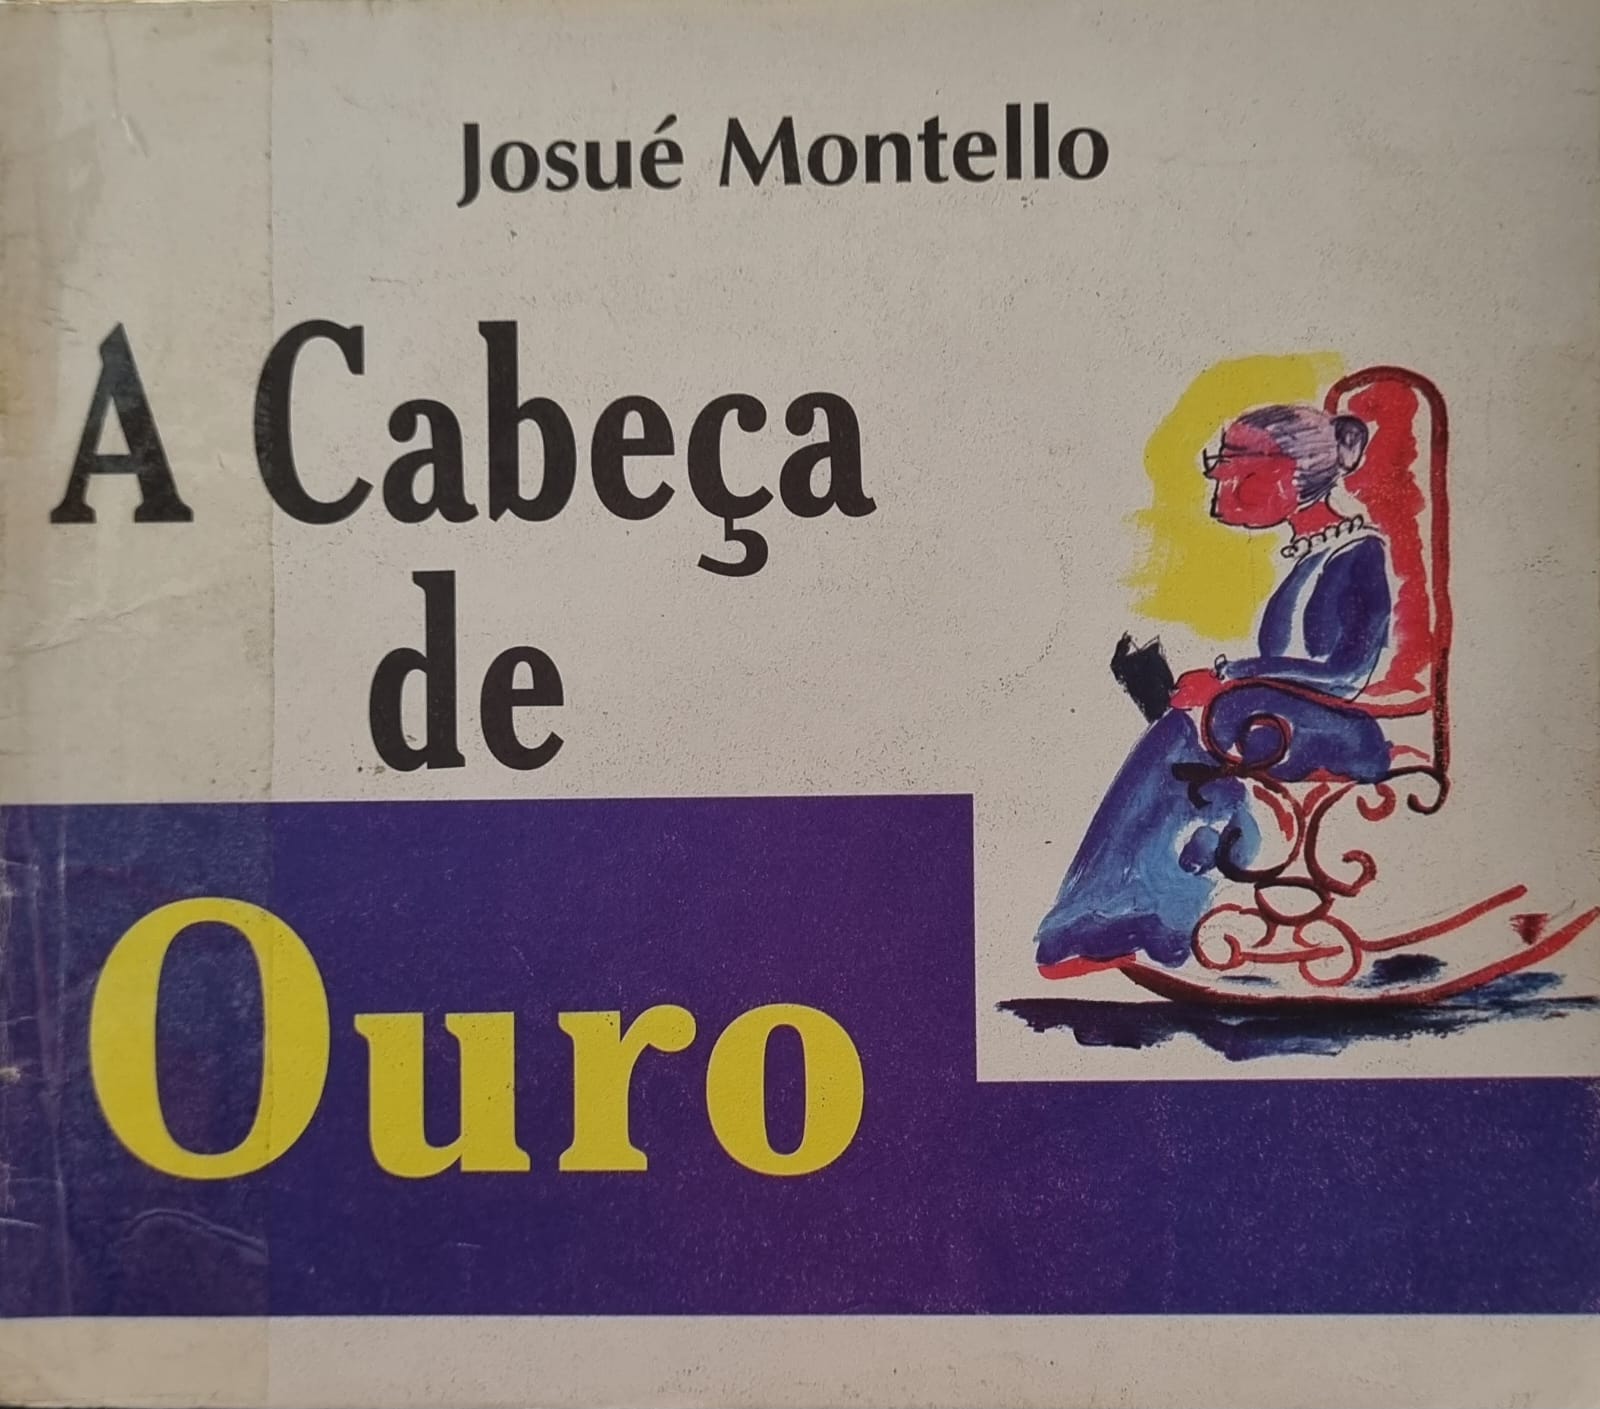 Josué Montello
A Cabeça
de
Ouro